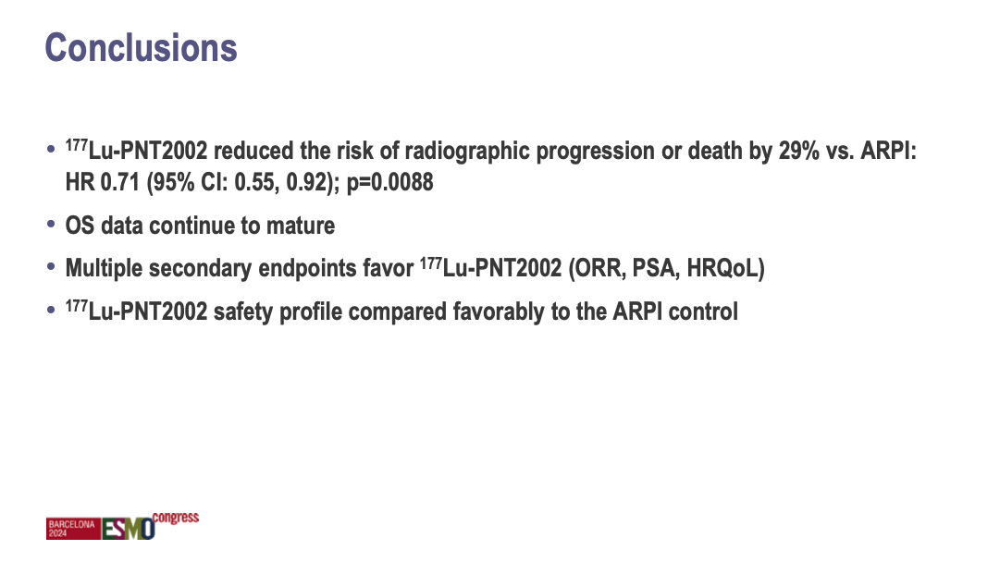 Conclusions
• ¹⁷⁷Lu-PNT2002 reduced the risk of radiographic progression or death by 29% vs. ARPI:
HR 0.71 (95% CI: 0.55, 0.92); p=0.0088
• OS data continue to mature
• Multiple secondary endpoints favor ¹⁷⁷Lu-PNT2002 (ORR, PSA, HRQoL)
• ¹⁷⁷Lu-PNT2002 safety profile compared favorably to the ARPI control
BARCELONA
2024
ESMO congress